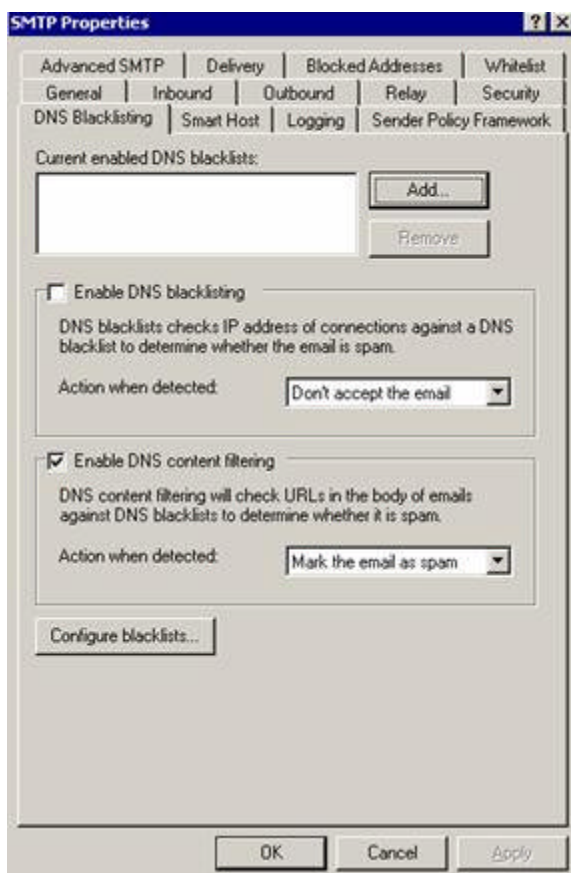 SMTP Properties
Advanced SMTP Delivery Blocked Addresses Whitelist
General Inbound Outbound Relay Security
DNS Blacklisting Smart Host Logging Sender Policy Framework
Current enabled DNS blacklists:
Add...
Remove
Enable DNS blacklisting
DNS blacklists checks IP address of connections against a DNS
blacklist to determine whether the email is spam.
Action when detected: Don't accept the email
Enable DNS content filtering
DNS content filtering will check URLs in the body of emails
against DNS blacklists to determine whether it is spam.
Action when detected: Mark the email as spam
Configure blacklists...
OK Cancel Apply